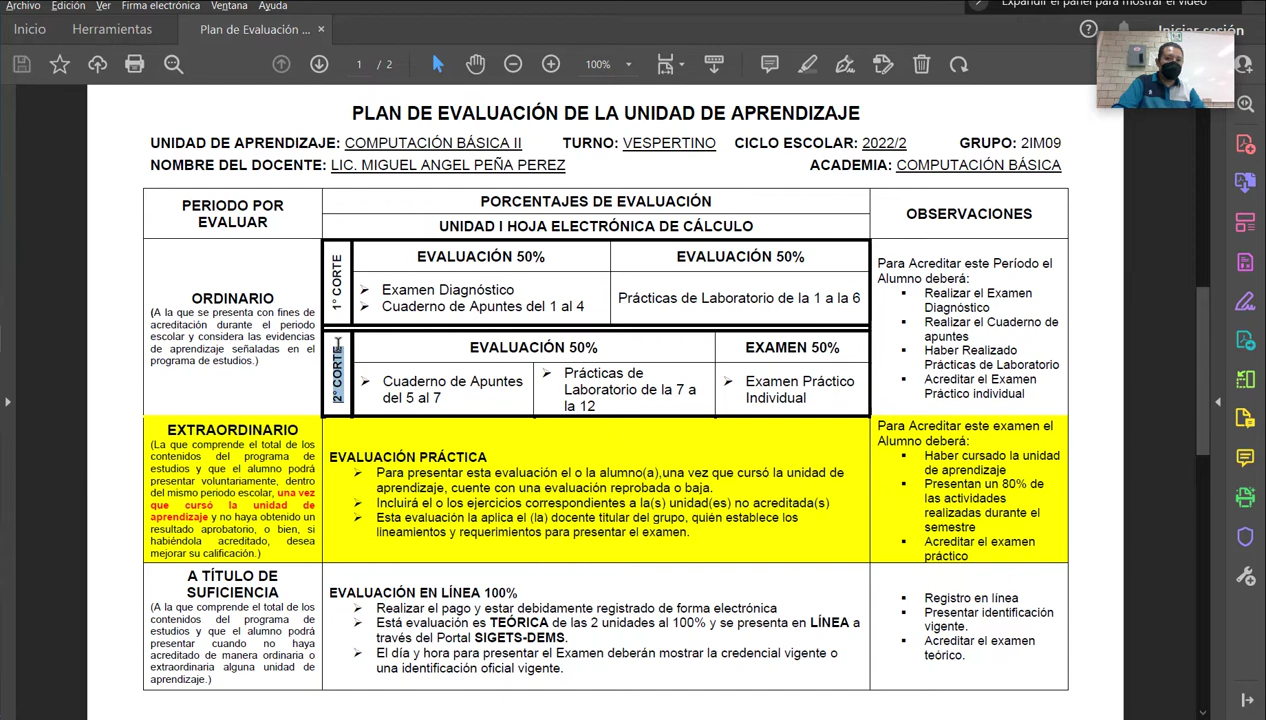 Archivo Edición Ver Firma electrónica Ventana Ayuda
Expandir el panel para mostrar el video
Inicio Herramientas Plan de Evaluación ... × Iniciar sesión
1 / 2 100%
PLAN DE EVALUACIÓN DE LA UNIDAD DE APRENDIZAJE
UNIDAD DE APRENDIZAJE: COMPUTACIÓN BÁSICA II TURNO: VESPERTINO CICLO ESCOLAR: 2022/2 GRUPO: 2IM09
NOMBRE DEL DOCENTE: LIC. MIGUEL ANGEL PEÑA PEREZ ACADEMIA: COMPUTACIÓN BÁSICA
PERIODO POR
EVALUAR
PORCENTAJES DE EVALUACIÓN
UNIDAD I HOJA ELECTRÓNICA DE CÁLCULO
OBSERVACIONES
ORDINARIO
(A la que se presenta con fines de
acreditación durante el periodo
escolar y considera las evidencias
de aprendizaje señaladas en el
programa de estudios.)
1° CORTE
EVALUACIÓN 50%
➢ Examen Diagnóstico
➢ Cuaderno de Apuntes del 1 al 4
EVALUACIÓN 50%
Prácticas de Laboratorio de la 1 a la 6
2° CORTE
EVALUACIÓN 50%
➢ Cuaderno de Apuntes
del 5 al 7
➢ Prácticas de
Laboratorio de la 7 a
la 12
EXAMEN 50%
➢ Examen Práctico
Individual
Para Acreditar este Período el
Alumno deberá:
▪ Realizar el Examen
Diagnóstico
▪ Realizar el Cuaderno de
apuntes
▪ Haber Realizado
Prácticas de Laboratorio
▪ Acreditar el Examen
Práctico individual
EXTRAORDINARIO
(La que comprende el total de los
contenidos del programa de
estudios y que el alumno podrá
presentar voluntariamente, dentro
del mismo periodo escolar, una vez
que cursó la unidad de
aprendizaje y no haya obtenido un
resultado aprobatorio, o bien, si
habiéndola acreditado, desea
mejorar su calificación.)
EVALUACIÓN PRÁCTICA
➢ Para presentar esta evaluación el o la alumno(a),una vez que cursó la unidad de
aprendizaje, cuente con una evaluación reprobada o baja.
➢ Incluirá el o los ejercicios correspondientes a la(s) unidad(es) no acreditada(s)
➢ Esta evaluación la aplica el (la) docente titular del grupo, quién establece los
lineamientos y requerimientos para presentar el examen.
Para Acreditar este examen el
Alumno deberá:
▪ Haber cursado la unidad
de aprendizaje
▪ Presentan un 80% de
las actividades
realizadas durante el
semestre
▪ Acreditar el examen
práctico
A TÍTULO DE
SUFICIENCIA
(A la que comprende el total de los
contenidos del programa de
estudios y que el alumno podrá
presentar cuando no haya
acreditado de manera ordinaria o
extraordinaria alguna unidad de
aprendizaje.)
EVALUACIÓN EN LÍNEA 100%
➢ Realizar el pago y estar debidamente registrado de forma electrónica
➢ Está evaluación es TEÓRICA de las 2 unidades al 100% y se presenta en LÍNEA a
través del Portal SIGETS-DEMS.
➢ El día y hora para presentar el Examen deberán mostrar la credencial vigente o
una identificación oficial vigente.
▪ Registro en línea
▪ Presentar identificación
vigente.
▪ Acreditar el examen
teórico.